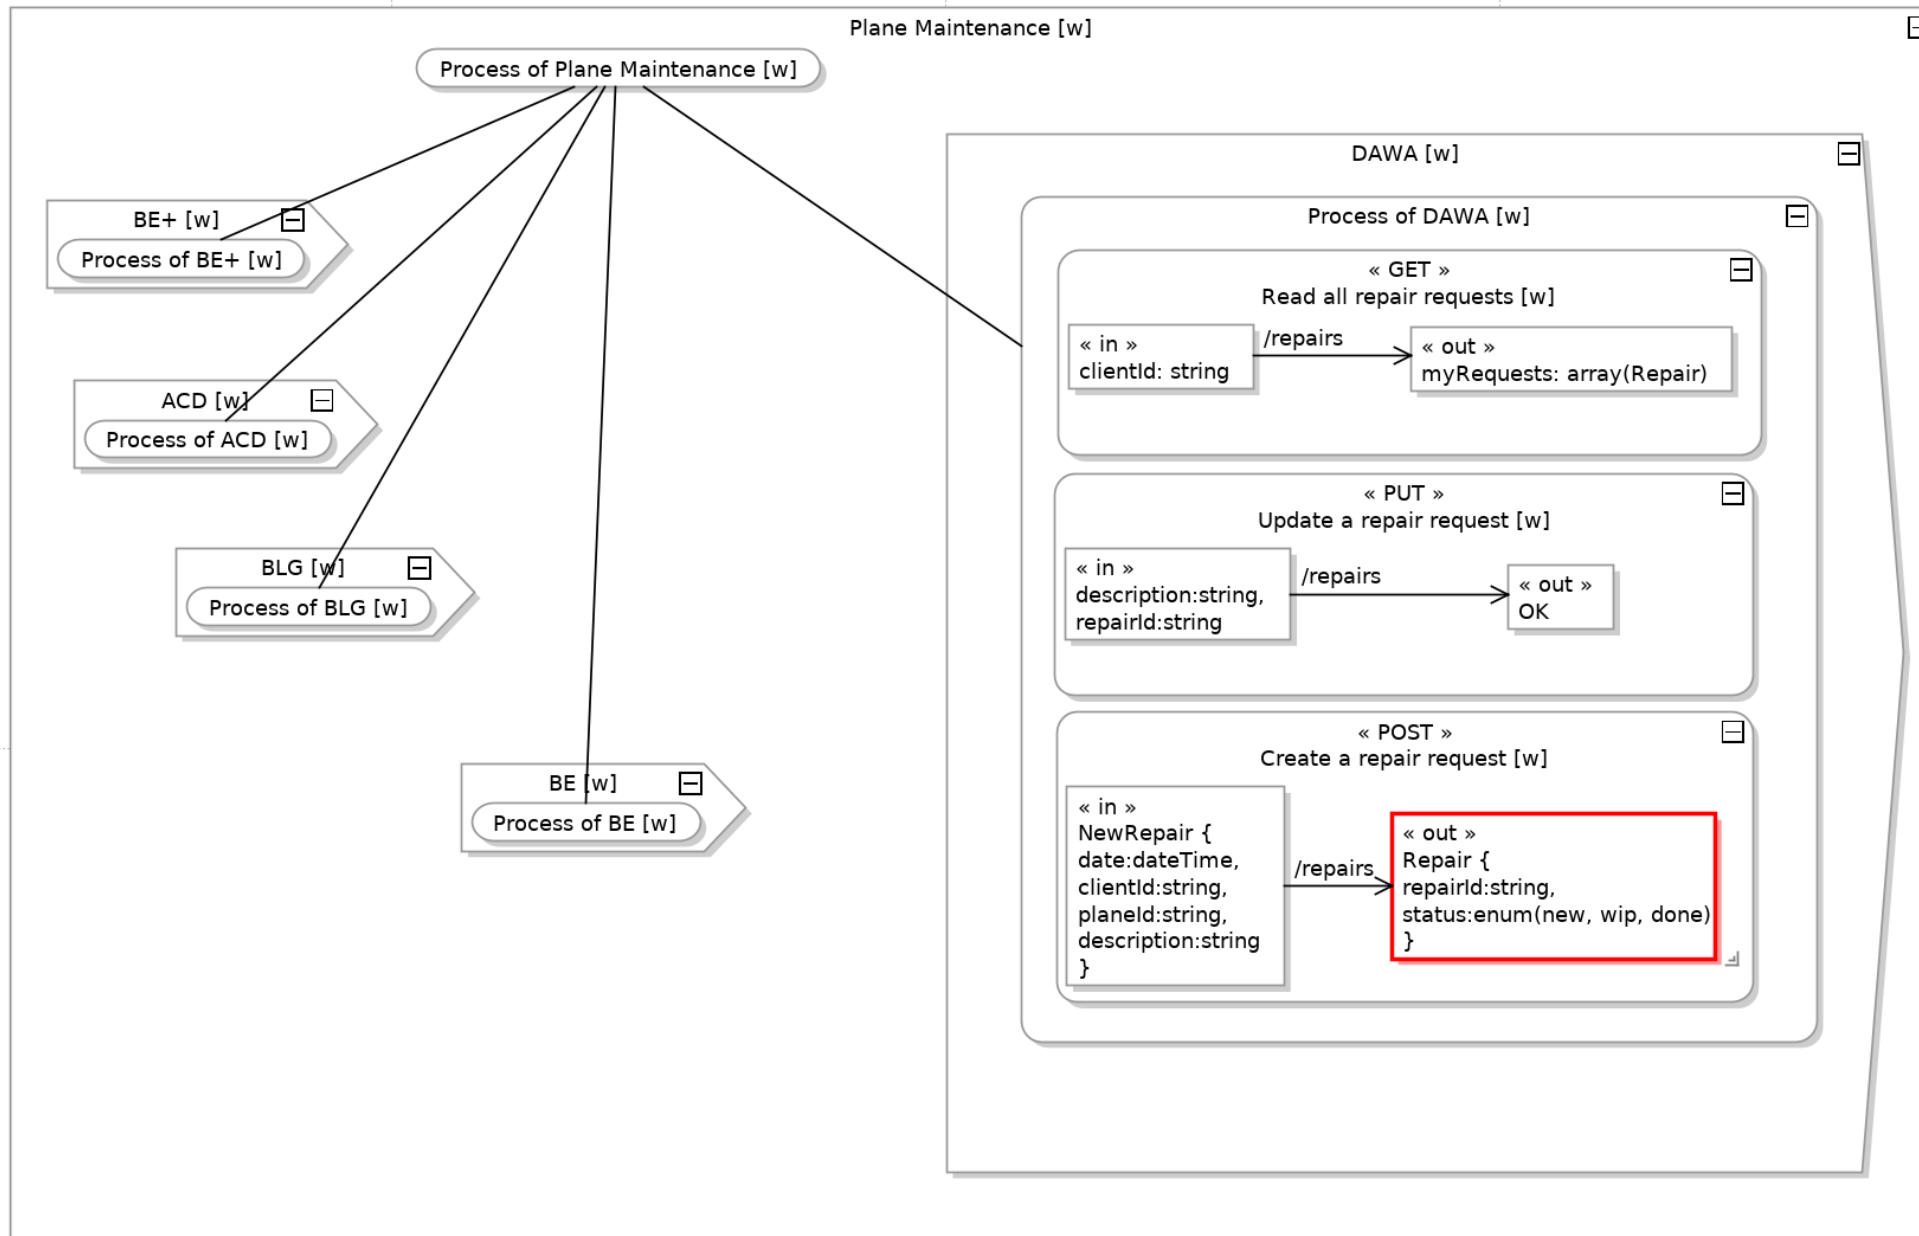 Plane Maintenance [w]
Process of Plane Maintenance [w]
BE+ [w]
Process of BE+ [w]
ACD [w]
Process of ACD [w]
BLG [w]
Process of BLG [w]
BE [w]
Process of BE [w]
DAWA [w]
Process of DAWA [w]
« GET »
Read all repair requests [w]
« in »
clientId: string
/repairs
« out »
myRequests: array(Repair)
« PUT »
Update a repair request [w]
« in »
description:string,
repairId:string
/repairs
« out »
OK
« POST »
Create a repair request [w]
« in »
NewRepair {
date:dateTime,
clientId:string,
planeId:string,
description:string
}
/repairs
« out »
Repair {
repairId:string,
status:enum(new, wip, done)
}